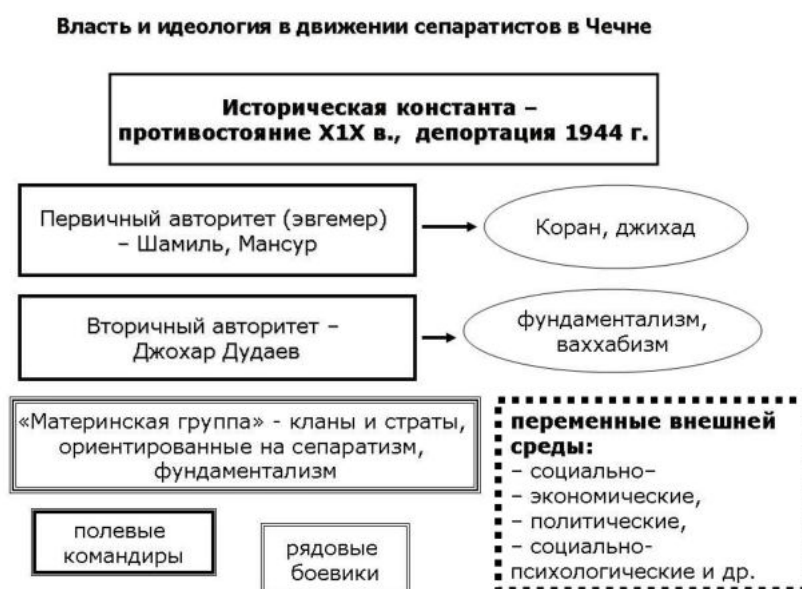 Власть и идеология в движении сепаратистов в Чечне
Историческая константа –
противостояние X1X в., депортация 1944 г.
Первичный авторитет (эвгемер)
– Шамиль, Мансур
Коран, джихад
Вторичный авторитет –
Джохар Дудаев
фундаментализм,
ваххабизм
«Материнская группа» - кланы и страты,
ориентированные на сепаратизм,
фундаментализм
переменные внешней
среды:
– социально–
– экономические,
– политические,
– социально-
психологические и др.
полевые
командиры
рядовые
боевики